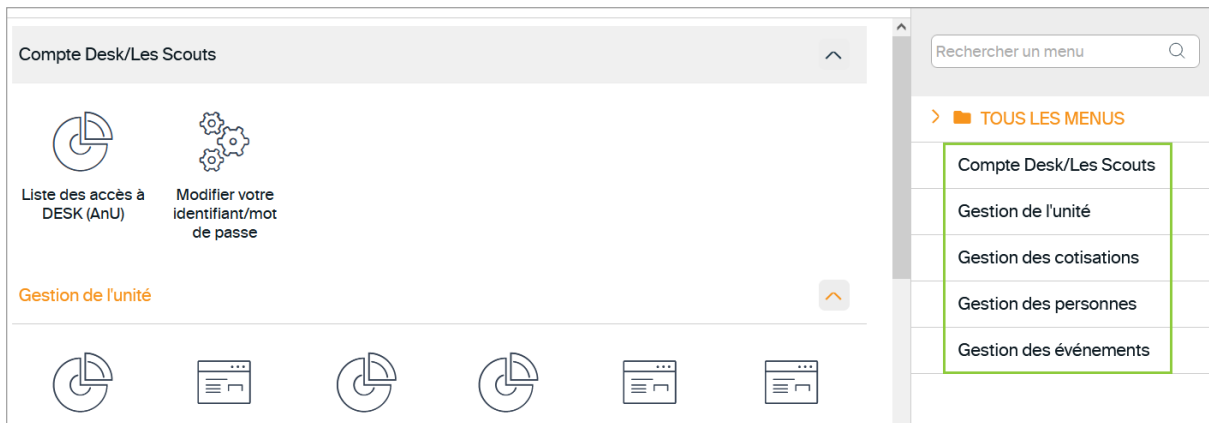 Compte Desk/Les Scouts
Liste des accès à
DESK (AnU)
Modifier votre
identifiant/mot
de passe
Gestion de l'unité
Rechercher un menu
TOUS LES MENUS
Compte Desk/Les Scouts
Gestion de l'unité
Gestion des cotisations
Gestion des personnes
Gestion des événements